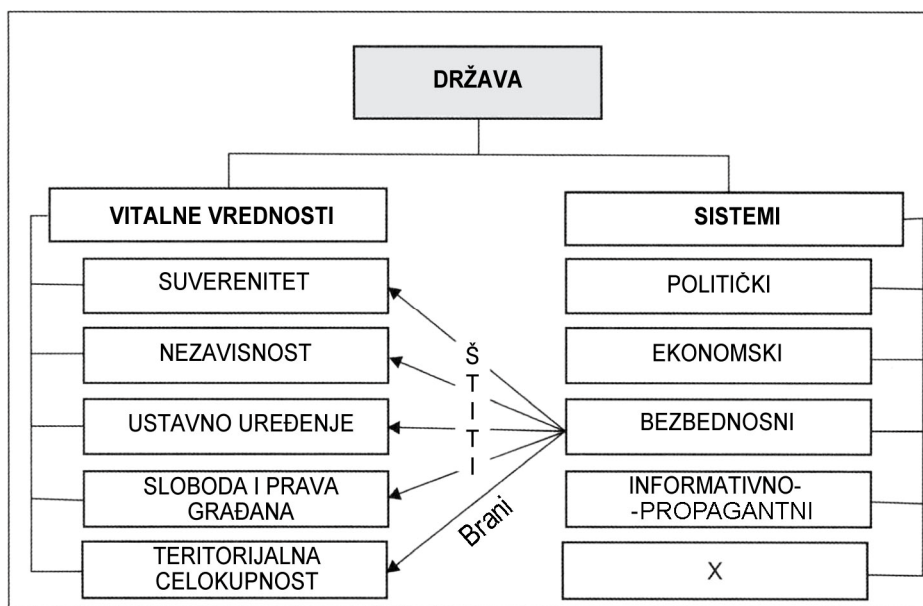 DRŽAVA
VITALNE VREDNOSTI
SUVERENITET
NEZAVISNOST
USTAVNO UREĐENJE
SLOBODA I PRAVA
GRAĐANA
TERITORIJALNA
CELOKUPNOST
Š
T
I
T
I
Brani
SISTEMI
POLITIČKI
EKONOMSKI
BEZBEDNOSNI
INFORMATIVNO-
-PROPAGANTNI
X